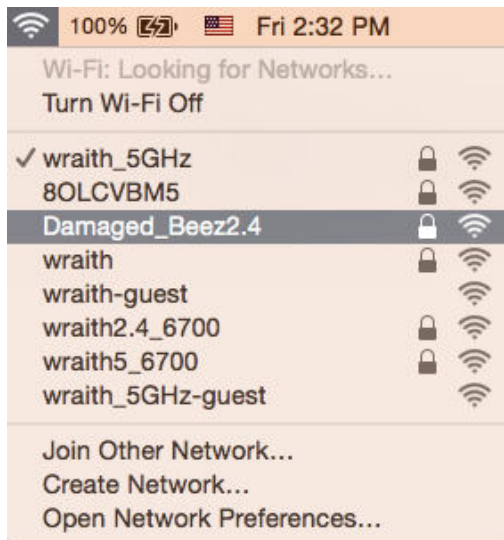 100% Fri 2:32 PM
Wi-Fi: Looking for Networks...
Turn Wi-Fi Off
✓ wraith_5GHz
8OLCVBM5
Damaged_Beez2.4
wraith
wraith-guest
wraith2.4_6700
wraith5_6700
wraith_5GHz-guest
Join Other Network...
Create Network...
Open Network Preferences...